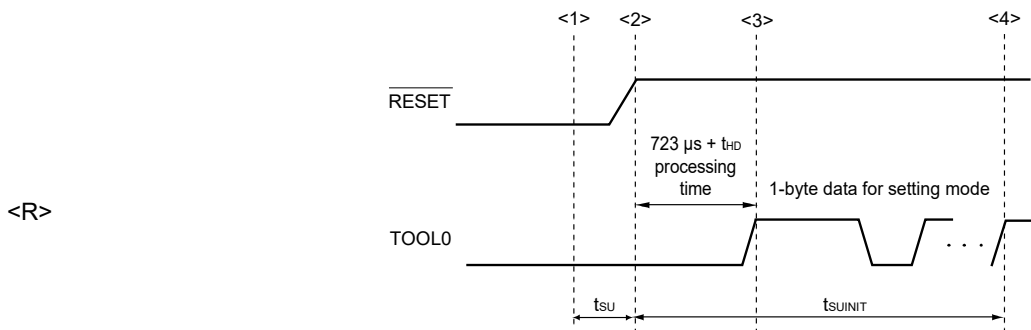 <1> <2> <3> <4>
RESET
723 µs + tHD
processing
time
1-byte data for setting mode
<R>
TOOL0
. . .
tSU tSUINIT